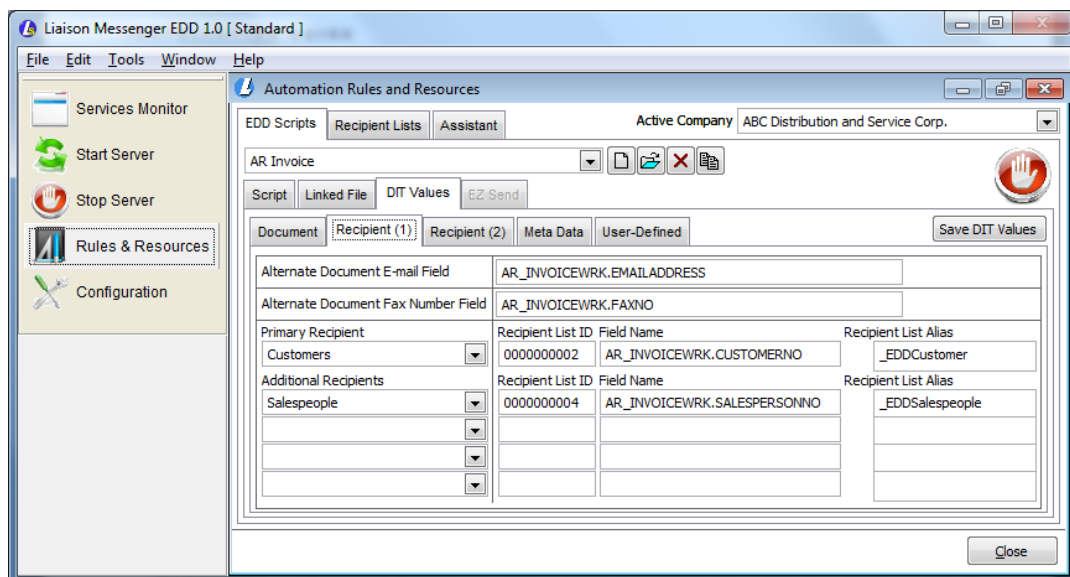 Liaison Messenger EDD 1.0 [ Standard ]
File Edit Tools Window Help
Services Monitor
Start Server
Stop Server
Rules & Resources
Configuration
Automation Rules and Resources
EDD Scripts Recipient Lists Assistant Active Company ABC Distribution and Service Corp.
AR Invoice
Script Linked File DIT Values EZ Send
Document Recipient (1) Recipient (2) Meta Data User-Defined Save DIT Values
Alternate Document E-mail Field AR_INVOICEWRK.EMAILADDRESS
Alternate Document Fax Number Field AR_INVOICEWRK.FAXNO
Primary Recipient Recipient List ID Field Name Recipient List Alias
Customers 0000000002 AR_INVOICEWRK.CUSTOMERNO _EDDCustomer
Additional Recipients Recipient List ID Field Name Recipient List Alias
Salespeople 0000000004 AR_INVOICEWRK.SALESPERSONNO _EDDSalespeople
Close